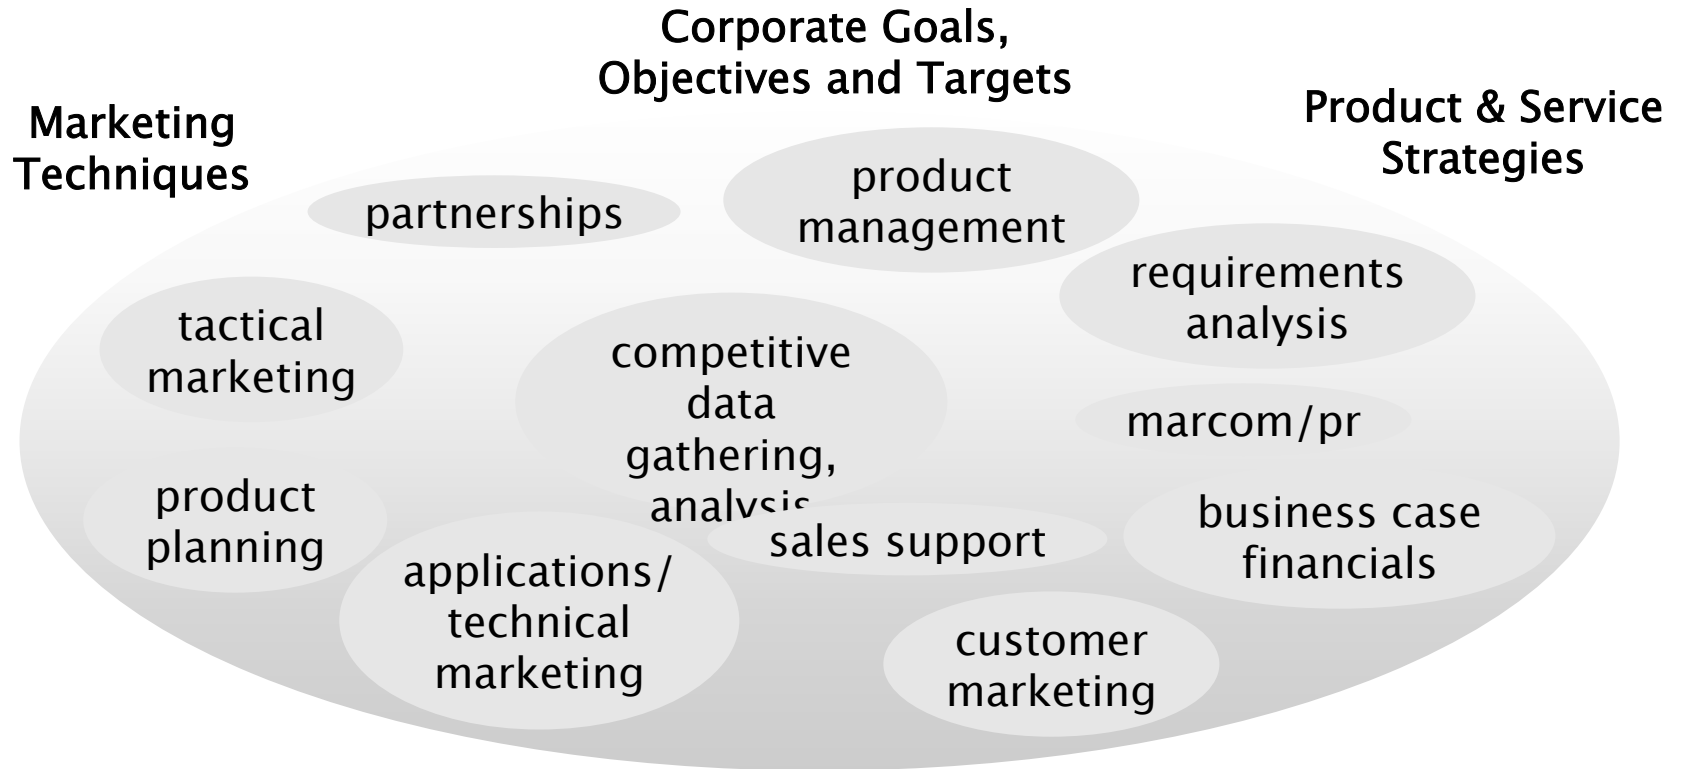 Corporate Goals,
Objectives and Targets
Marketing
Techniques
Product & Service
Strategies
partnerships
product
management
requirements
analysis
tactical
marketing
competitive
data
gathering,
analysis
marcom/pr
product
planning
sales support
business case
financials
applications/
technical
marketing
customer
marketing